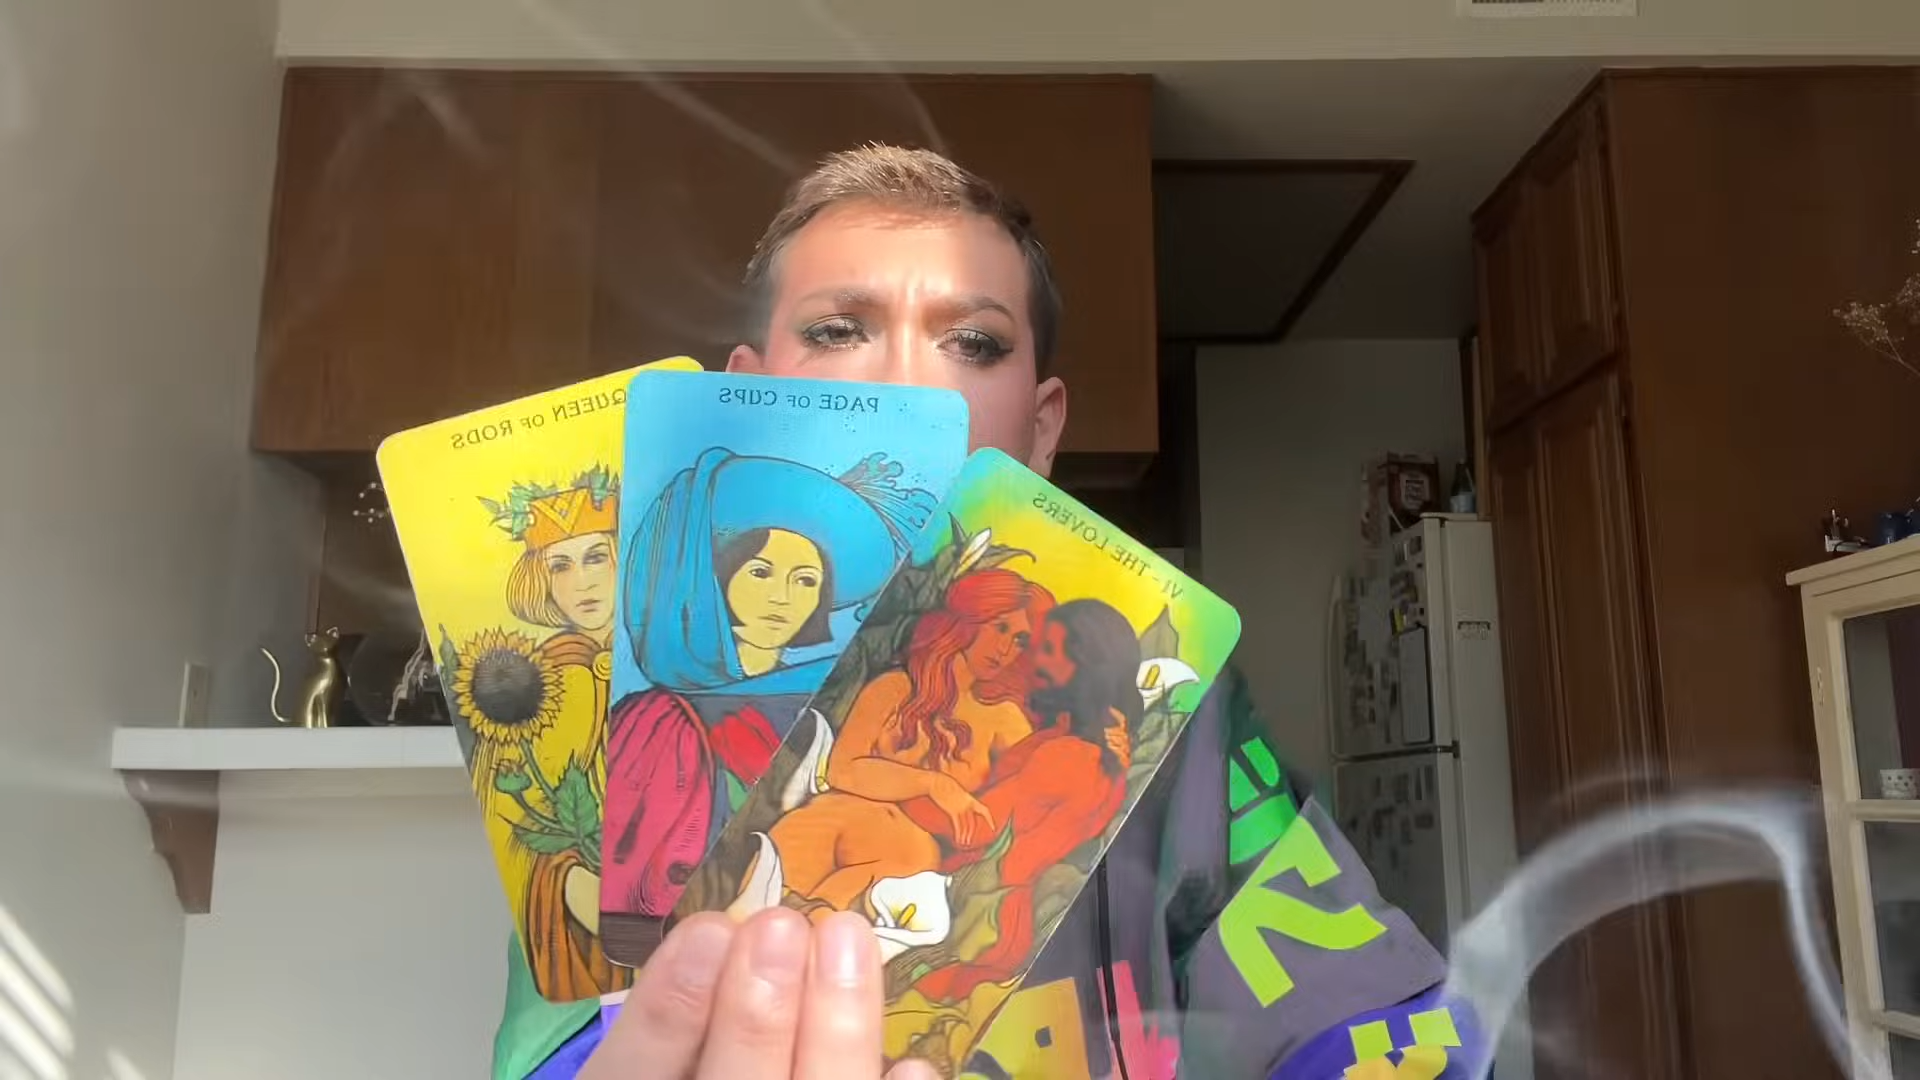 QUEEN OF RODS
PAGE OF CUPS
VI - THE LOVERS